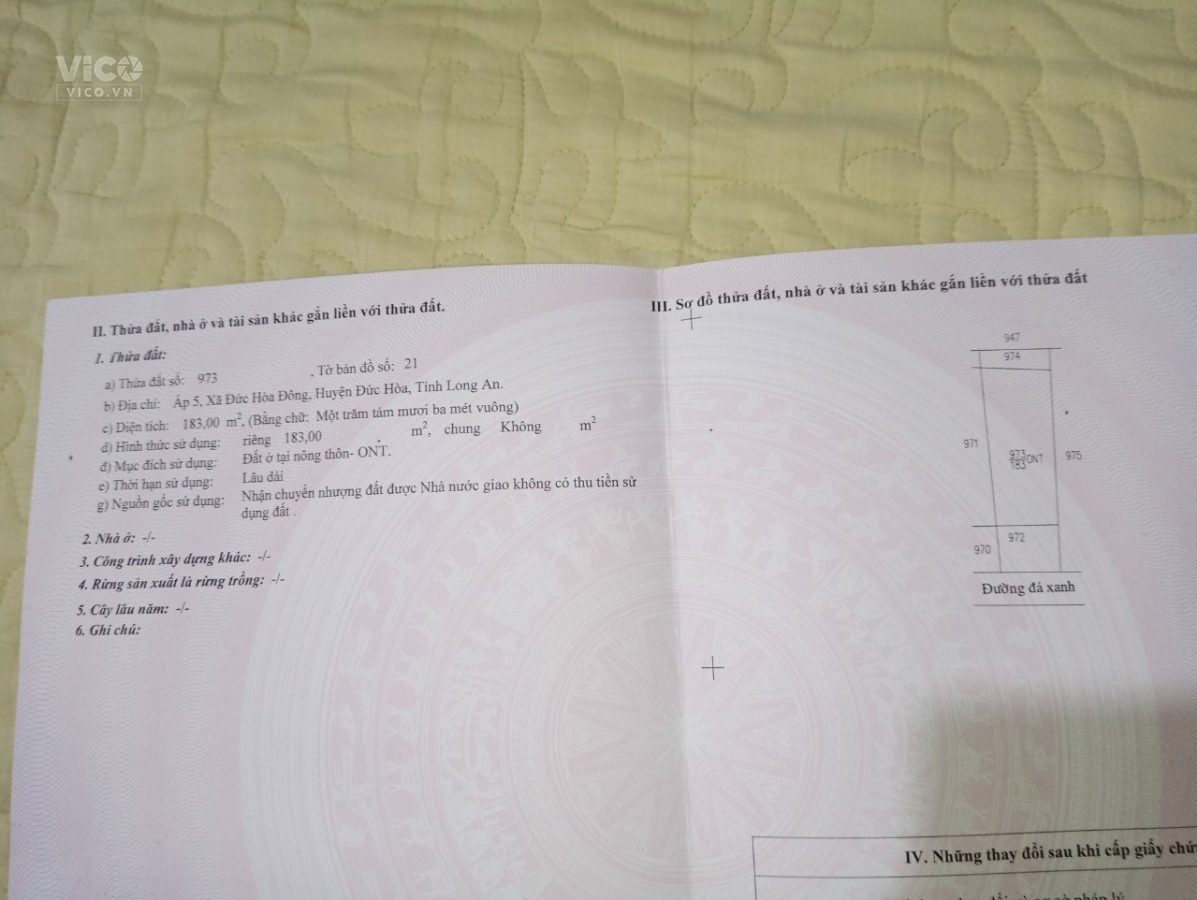 VICO
VICO.VN
II. Thửa đất, nhà ở và tài sản khác gắn liền với thửa đất.
1. Thửa đất:
a) Thửa đất số: 973 , Tờ bản đồ số: 21
b) Địa chỉ: Ấp 5, Xã Đức Hòa Đông, Huyện Đức Hòa, Tỉnh Long An.
c) Diện tích: 183,00 m², (Bằng chữ: Một trăm tám mươi ba mét vuông)
d) Hình thức sử dụng: riêng 183,00 m², chung Không m²
đ) Mục đích sử dụng: Đất ở tại nông thôn- ONT.
e) Thời hạn sử dụng: Lâu dài
g) Nguồn gốc sử dụng: Nhận chuyển nhượng đất được Nhà nước giao không có thu tiền sử
dụng đất .
2. Nhà ở: -/-
3. Công trình xây dựng khác: -/-
4. Rừng sản xuất là rừng trồng: -/-
5. Cây lâu năm: -/-
6. Ghi chú:
III. Sơ đồ thửa đất, nhà ở và tài sản khác gắn liền với thửa đất
947
974
971
973
183
ONT
975
970
972
Đường đá xanh
IV. Những thay đổi sau khi cấp giấy chứ